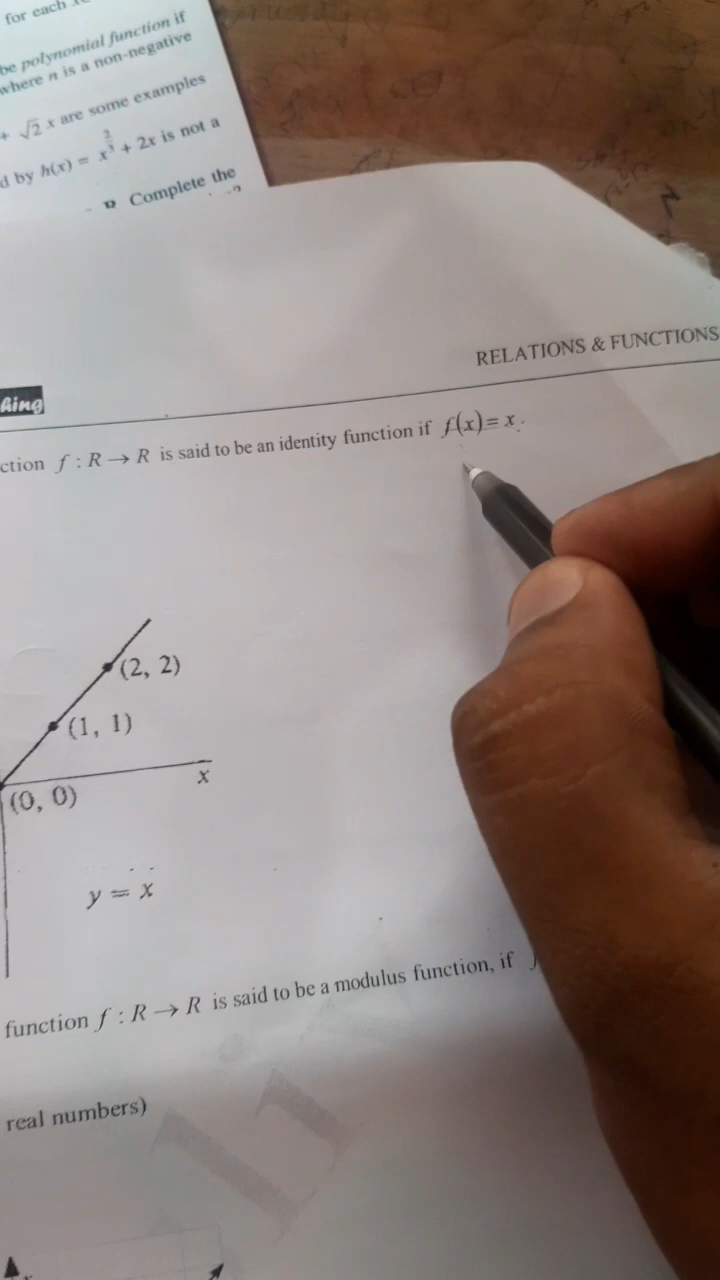 for each
be polynomial function if
where n is a non-negative
+ √2 x are some examples
d by h(x) = x^(2/3) + 2x is not a
Complete the
RELATIONS & FUNCTIONS
hing
ction f : R → R is said to be an identity function if f(x) = x.
(2, 2)
(1, 1)
x
(0, 0)
y = x
function f : R → R is said to be a modulus function, if
real numbers)